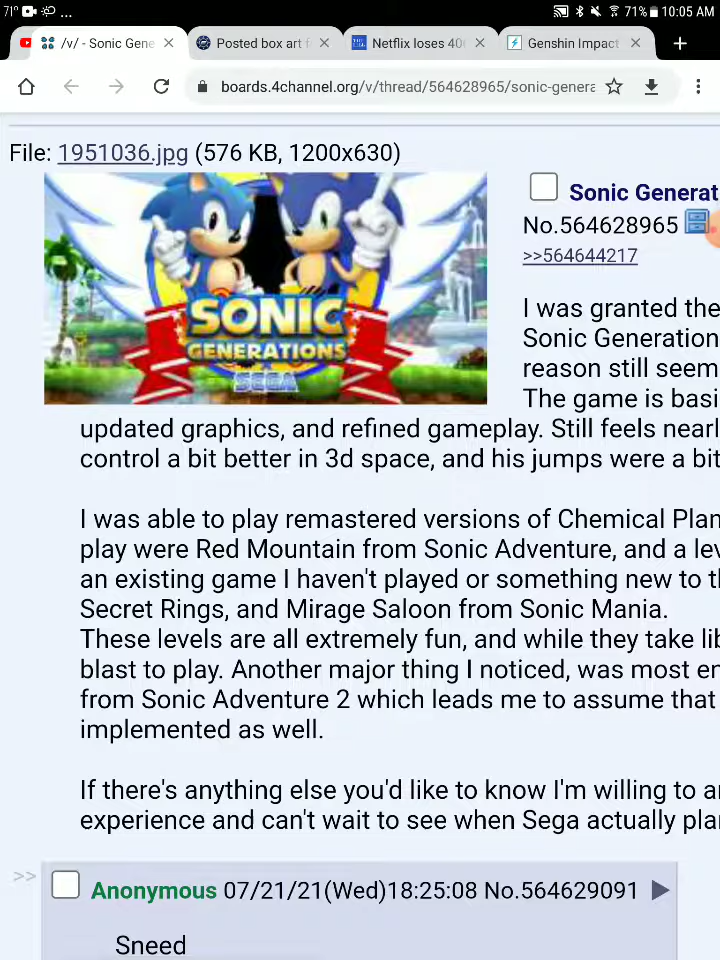 71° ... 71% 10:05 AM
/v/ - Sonic Gene × Posted box art f × Netflix loses 40 × Genshin Impact × +
boards.4channel.org/v/thread/564628965/sonic-genera
File: 1951036.jpg (576 KB, 1200x630)
SONIC
GENERATIONS
SEGA
Sonic Generat
No.564628965
>>564644217
I was granted the
Sonic Generation
reason still seem
The game is basi
updated graphics, and refined gameplay. Still feels nearl
control a bit better in 3d space, and his jumps were a bit
I was able to play remastered versions of Chemical Plan
play were Red Mountain from Sonic Adventure, and a lev
an existing game I haven't played or something new to th
Secret Rings, and Mirage Saloon from Sonic Mania.
These levels are all extremely fun, and while they take lib
blast to play. Another major thing I noticed, was most en
from Sonic Adventure 2 which leads me to assume that
implemented as well.
If there's anything else you'd like to know I'm willing to an
experience and can't wait to see when Sega actually plan
>> Anonymous 07/21/21(Wed)18:25:08 No.564629091 ▶
Sneed